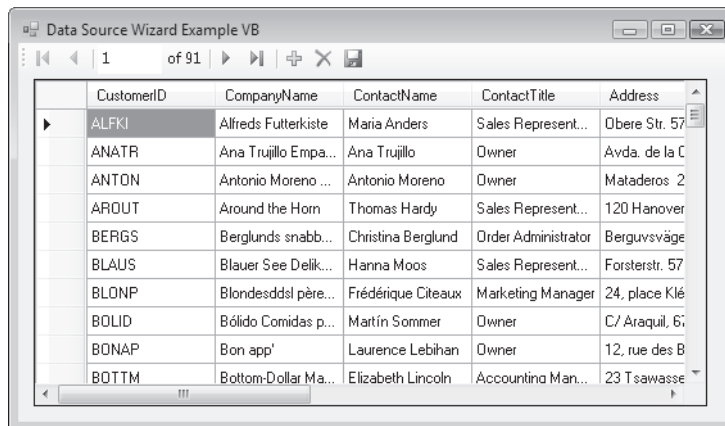 Data Source Wizard Example VB
1 of 91
CustomerID CompanyName ContactName ContactTitle Address
ALFKI Alfreds Futterkiste Maria Anders Sales Represent... Obere Str. 57
ANATR Ana Trujillo Empa... Ana Trujillo Owner Avda. de la C
ANTON Antonio Moreno ... Antonio Moreno Owner Mataderos 2
AROUT Around the Horn Thomas Hardy Sales Represent... 120 Hanover
BERGS Berglunds snabb... Christina Berglund Order Administrator Berguvsväge
BLAUS Blauer See Delik... Hanna Moos Sales Represent... Forsterstr. 57
BLONP Blondesddsl père... Frédérique Citeaux Marketing Manager 24, place Klé
BOLID Bólido Comidas p... Martín Sommer Owner C/ Araquil, 67
BONAP Bon app' Laurence Lebihan Owner 12, rue des B
BOTTM Bottom-Dollar Ma... Elizabeth Lincoln Accounting Man... 23 Tsawasse